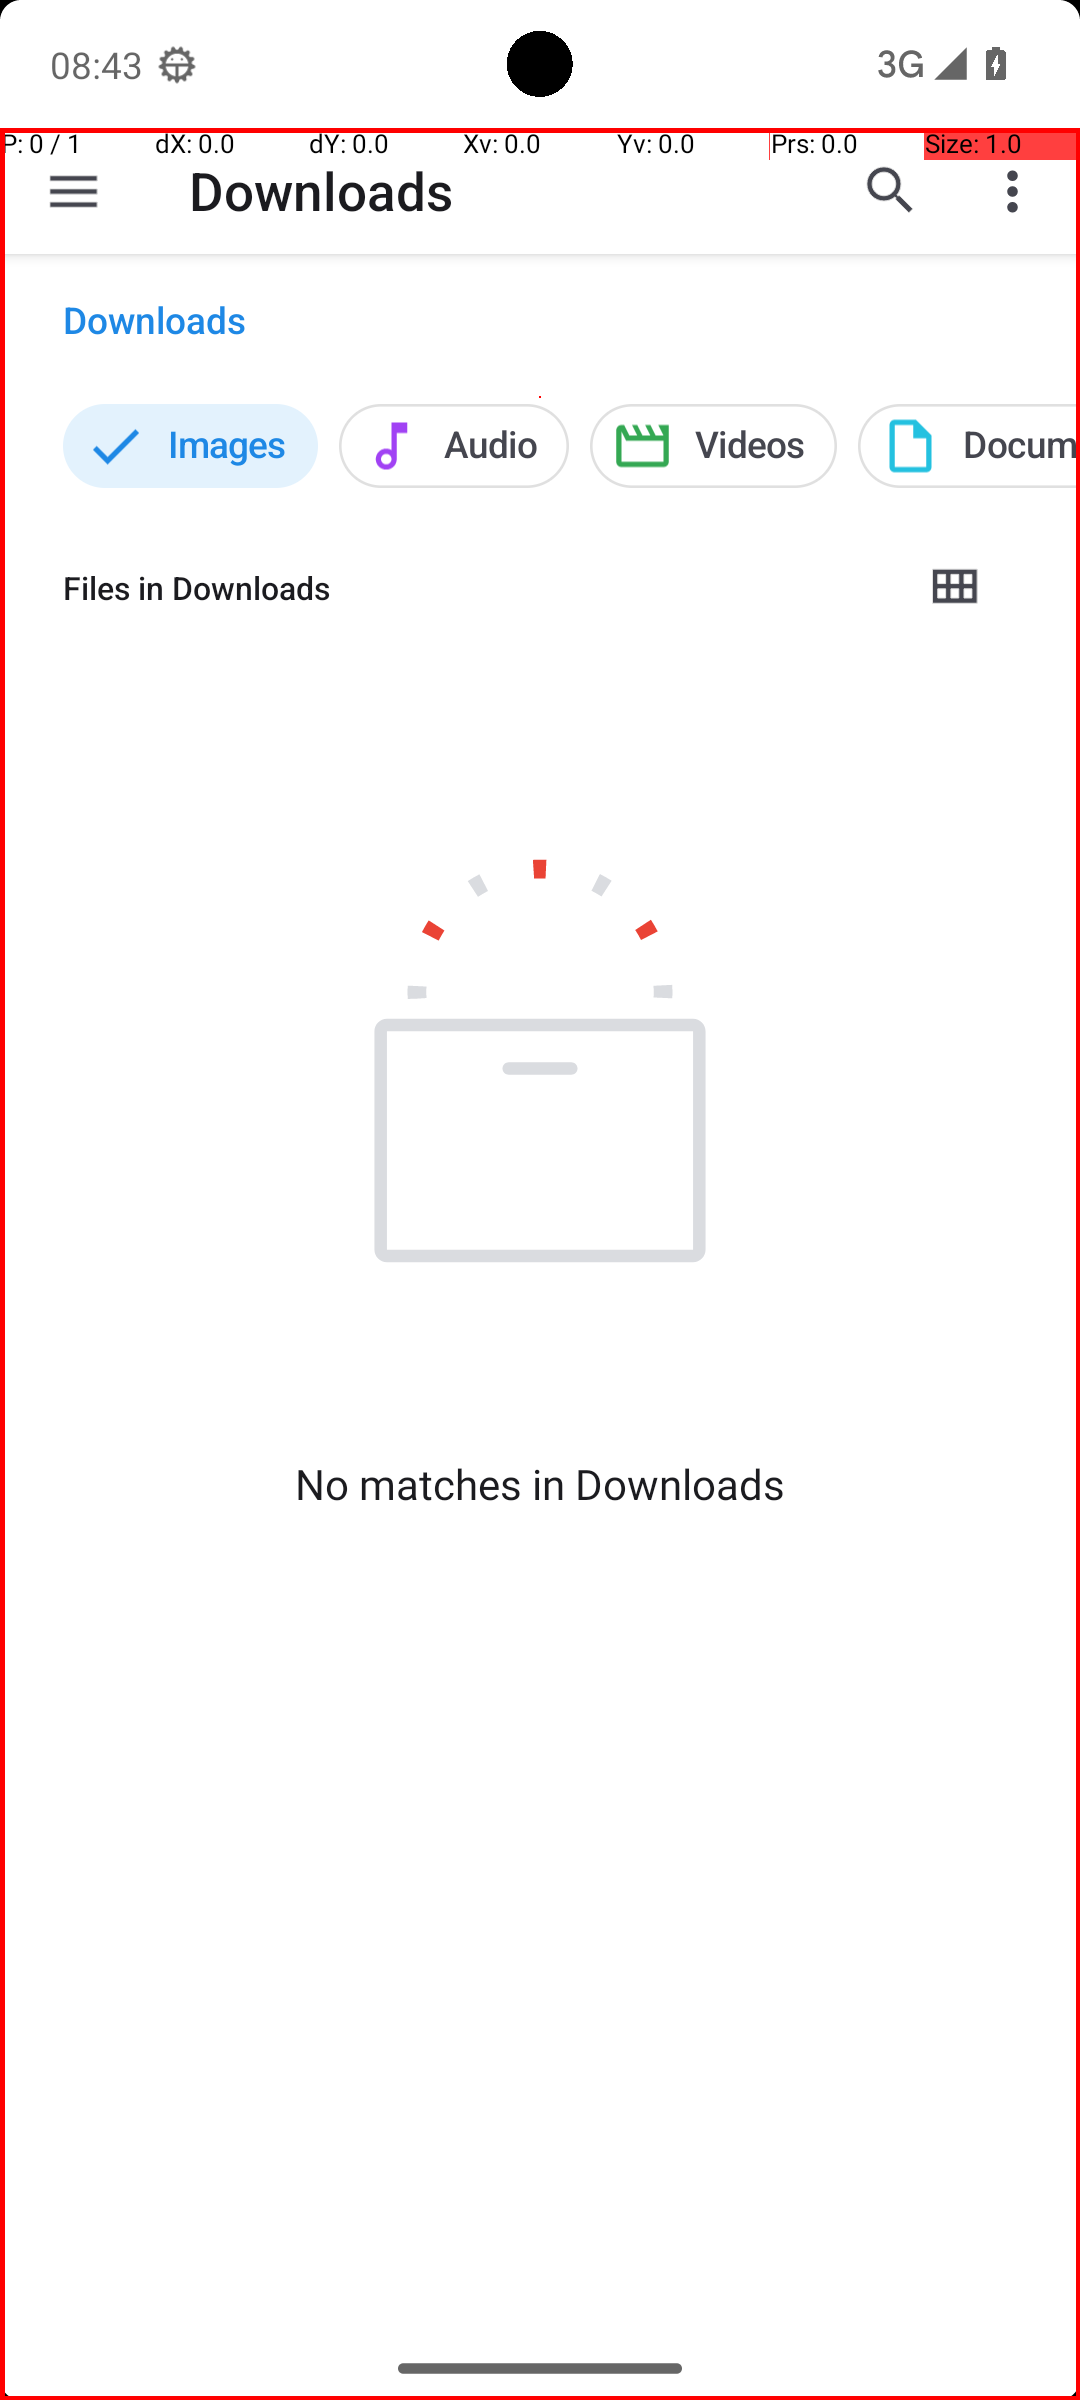 08:43
3G
P: 0 / 1 dX: 0.0 dY: 0.0 Xv: 0.0 Yv: 0.0 Prs: 0.0 Size: 1.0
Downloads
Downloads
Images Audio Videos Docum
Files in Downloads
No matches in Downloads